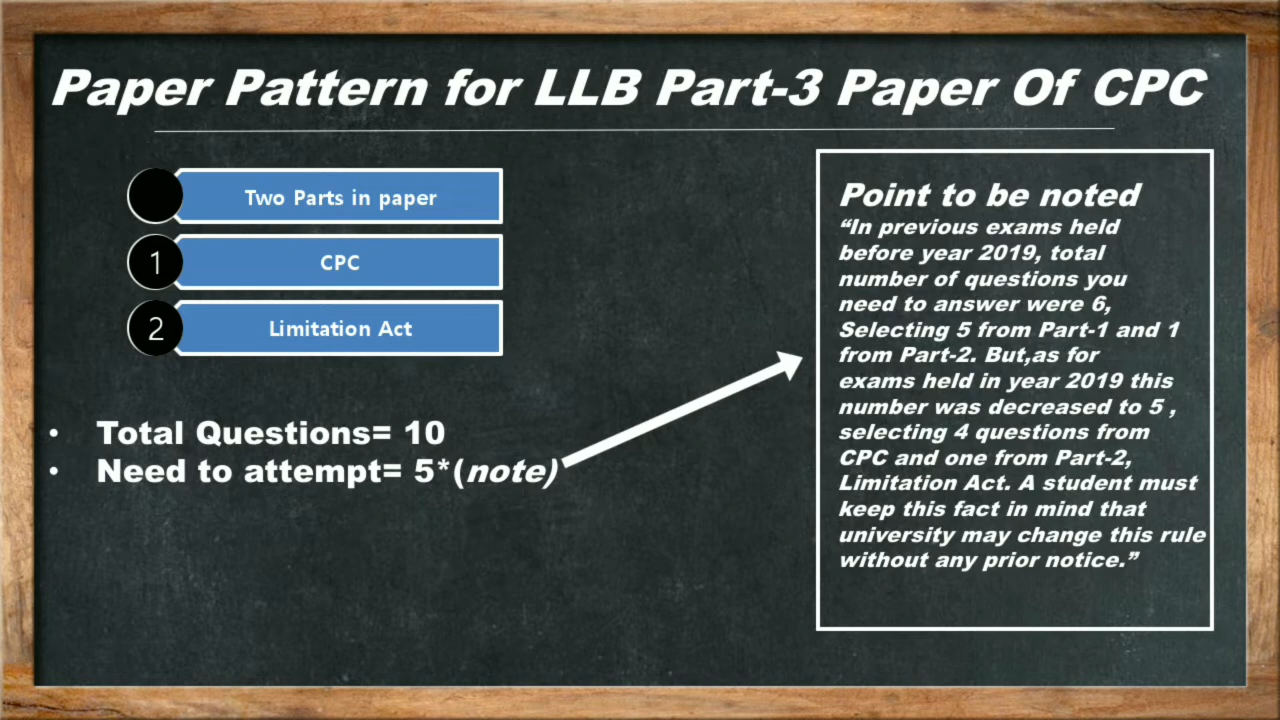 Paper Pattern for LLB Part-3 Paper Of CPC
Two Parts in paper
1
CPC
2
Limitation Act
• Total Questions= 10
• Need to attempt= 5*(note)
Point to be noted
“In previous exams held
before year 2019, total
number of questions you
need to answer were 6,
Selecting 5 from Part-1 and 1
from Part-2. But,as for
exams held in year 2019 this
number was decreased to 5 ,
selecting 4 questions from
CPC and one from Part-2,
Limitation Act. A student must
keep this fact in mind that
university may change this rule
without any prior notice.”